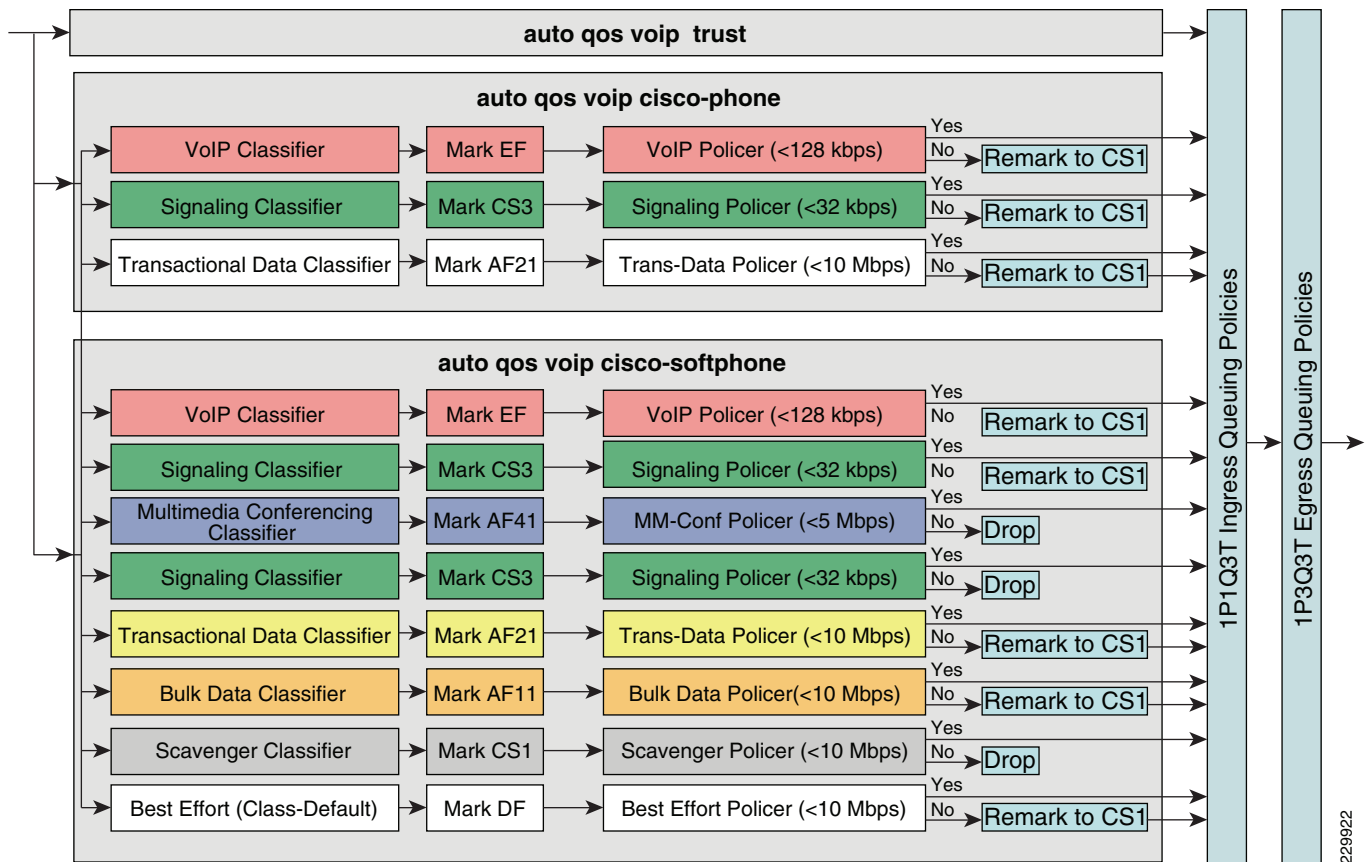 auto qos voip  trust
auto qos voip cisco-phone
VoIP Classifier
Mark EF
VoIP Policer (<128 kbps)
Yes
No
Remark to CS1
Signaling Classifier
Mark CS3
Signaling Policer (<32 kbps)
Yes
No
Remark to CS1
Transactional Data Classifier
Mark AF21
Trans-Data Policer (<10 Mbps)
Yes
No
Remark to CS1
auto qos voip cisco-softphone
VoIP Classifier
Mark EF
VoIP Policer (<128 kbps)
Yes
No
Remark to CS1
Signaling Classifier
Mark CS3
Signaling Policer (<32 kbps)
Yes
No
Remark to CS1
Multimedia Conferencing
Classifier
Mark AF41
MM-Conf Policer (<5 Mbps)
Yes
No
Drop
Signaling Classifier
Mark CS3
Signaling Policer (<32 kbps)
Yes
No
Drop
Transactional Data Classifier
Mark AF21
Trans-Data Policer (<10 Mbps)
Yes
No
Remark to CS1
Bulk Data Classifier
Mark AF11
Bulk Data Policer(<10 Mbps)
Yes
No
Remark to CS1
Scavenger Classifier
Mark CS1
Scavenger Policer (<10 Mbps)
Yes
No
Drop
Best Effort (Class-Default)
Mark DF
Best Effort Policer (<10 Mbps)
Yes
No
Remark to CS1
1P1Q3T Ingress Queuing Policies
1P3Q3T Egress Queuing Policies
229922